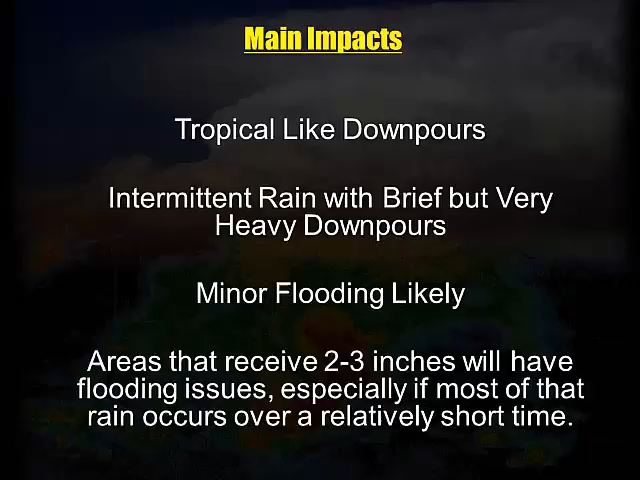 Main Impacts
Tropical Like Downpours
Intermittent Rain with Brief but Very
Heavy Downpours
Minor Flooding Likely
Areas that receive 2-3 inches will have
flooding issues, especially if most of that
rain occurs over a relatively short time.